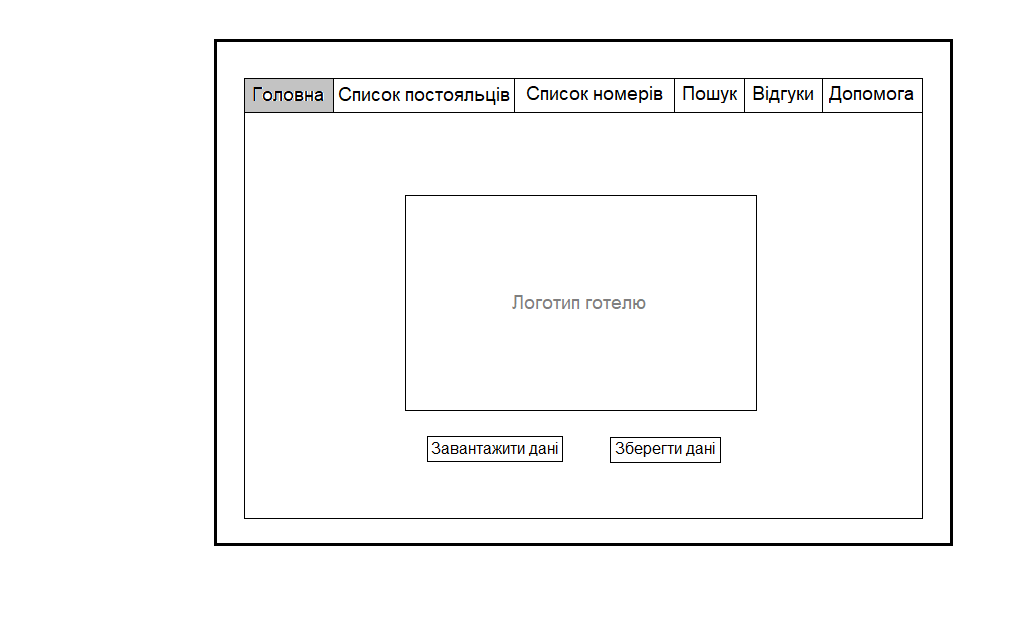 Головна Список постояльців Список номерів Пошук Відгуки Допомога
Логотип готелю
Завантажити дані Зберегти дані